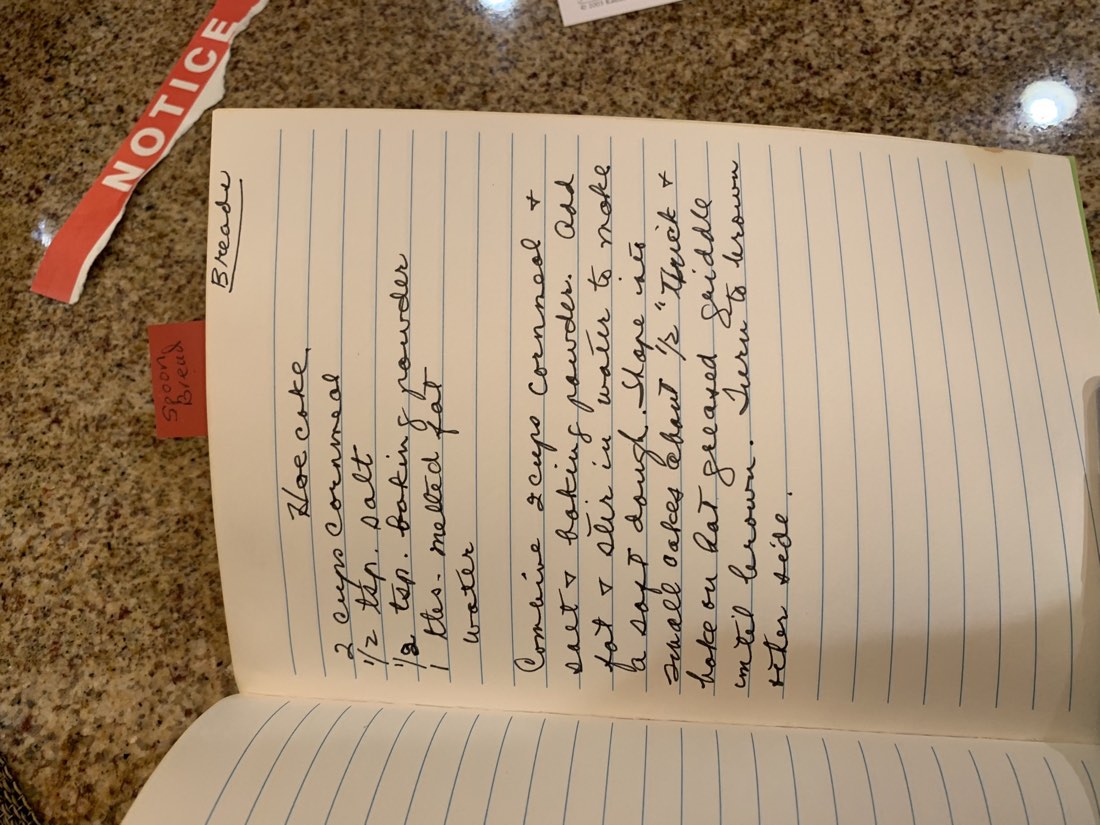 NOTICE
Spoon
Bread
Breads
Hoe cake
2 cups cornmeal
1/2 tsp. salt
1/2 tsp. baking powder
1 tbs. melted fat
water
Combine 2 cups cornmeal +
salt + baking powder. Add
fat + stir in water to make
a soft dough. Shape into
small cakes about 1/2 " thick +
bake on hot greased griddle
until brown. Turn to brown
other side.